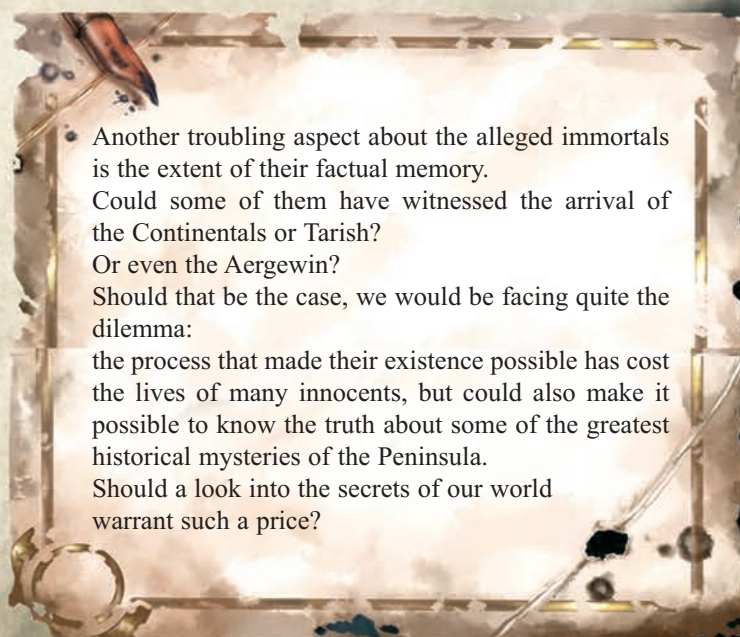 Another troubling aspect about the alleged immortals
is the extent of their factual memory.
Could some of them have witnessed the arrival of
the Continentals or Tarish?
Or even the Aergewin?
Should that be the case, we would be facing quite the
dilemma:
the process that made their existence possible has cost
the lives of many innocents, but could also make it
possible to know the truth about some of the greatest
historical mysteries of the Peninsula.
Should a look into the secrets of our world
warrant such a price?